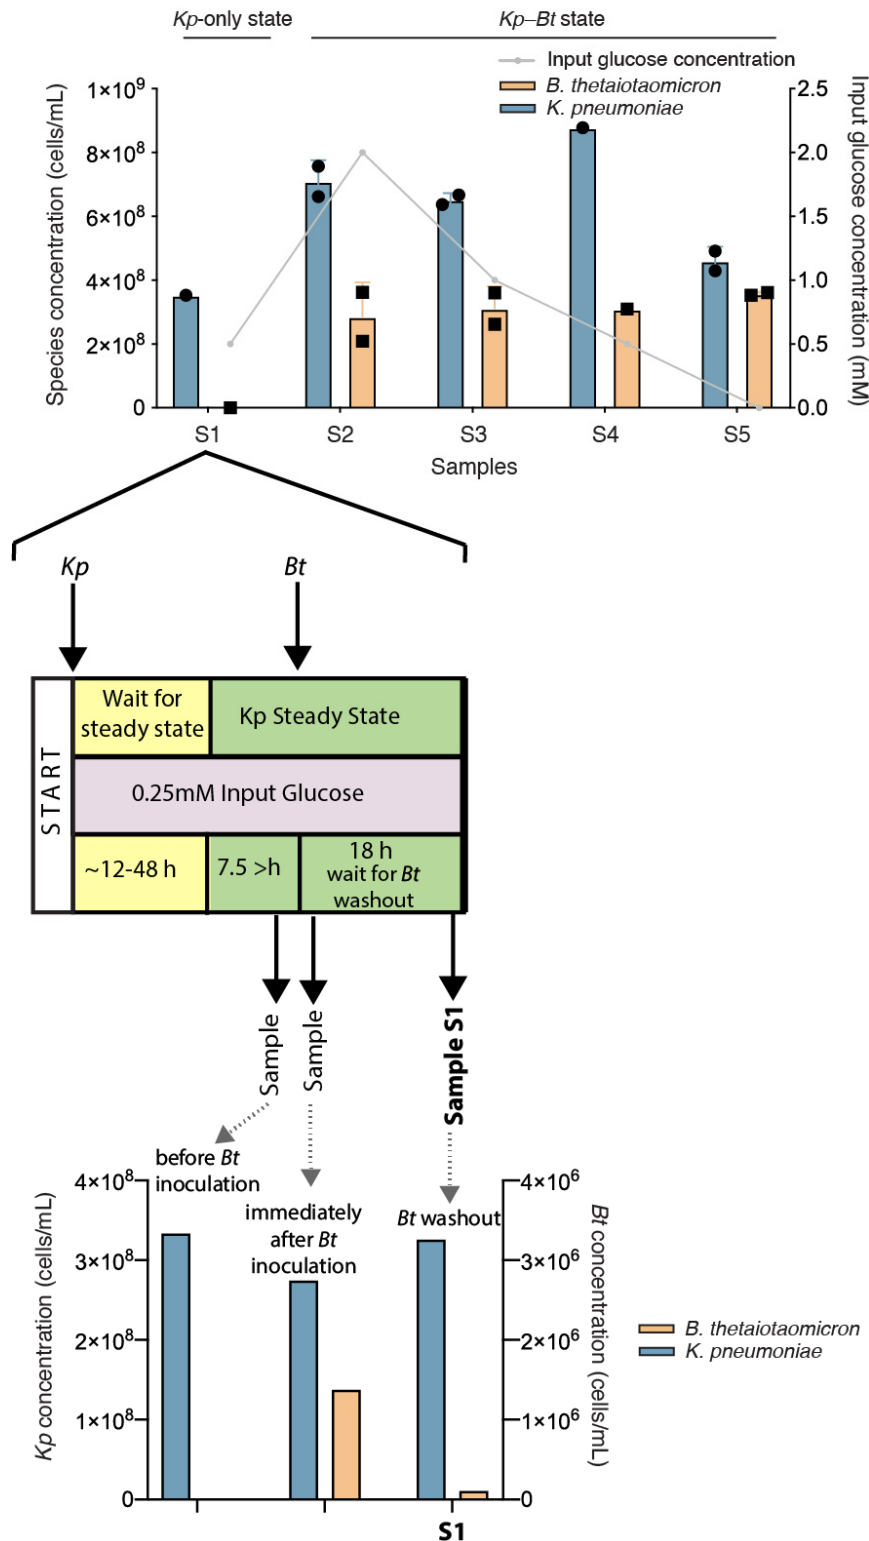 Kp-only state
Kp–Bt state
Input glucose concentration
B. thetaiotaomicron
K. pneumoniae
Species concentration (cells/mL)
1×10⁹
8×10⁸
6×10⁸
4×10⁸
2×10⁸
0
2.5
2.0
1.5
1.0
0.5
0.0
Input glucose concentration (mM)
S1
S2
S3
S4
S5
Samples
Kp
Bt
START
Wait for
steady state
Kp Steady State
0.25mM Input Glucose
~12-48 h
7.5 >h
18 h
wait for Bt
washout
Sample
Sample
Sample S1
before Bt
inoculation
immediately
after Bt
inoculation
Bt washout
Kp concentration (cells/mL)
4×10⁸
3×10⁸
2×10⁸
1×10⁸
0
4×10⁶
3×10⁶
2×10⁶
1×10⁶
0
Bt concentration (cells/mL)
B. thetaiotaomicron
K. pneumoniae
S1